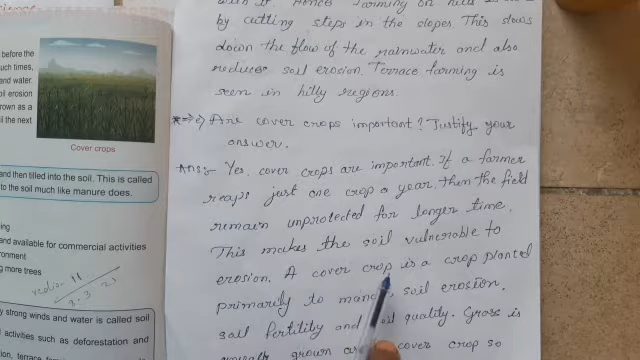 before the
uch times,
and water.
oil erosion
rown as a
il the next
Cover crops
and then tilled into the soil. This is called
to the soil much like manure does.
ing
and available for commercial activities
ronment
g more trees
y strong winds and water is called soil
activities such as deforestation and
by cutting steps in the slopes. This slows
down the flow of the rainwater and also
reduces soil erosion. Terrace farming is
seen in hilly regions.
Are cover crops important? Justify your
answer.
Ans:- Yes, cover crops are important. If a farmer
reaps just one crop a year, then the field
remain unprotected for longer time.
This makes the soil vulnerable to
erosion. A cover crop is a crop planted
primarily to soil erosion.
soil fertility and quality. Grass is
grown cover crop so